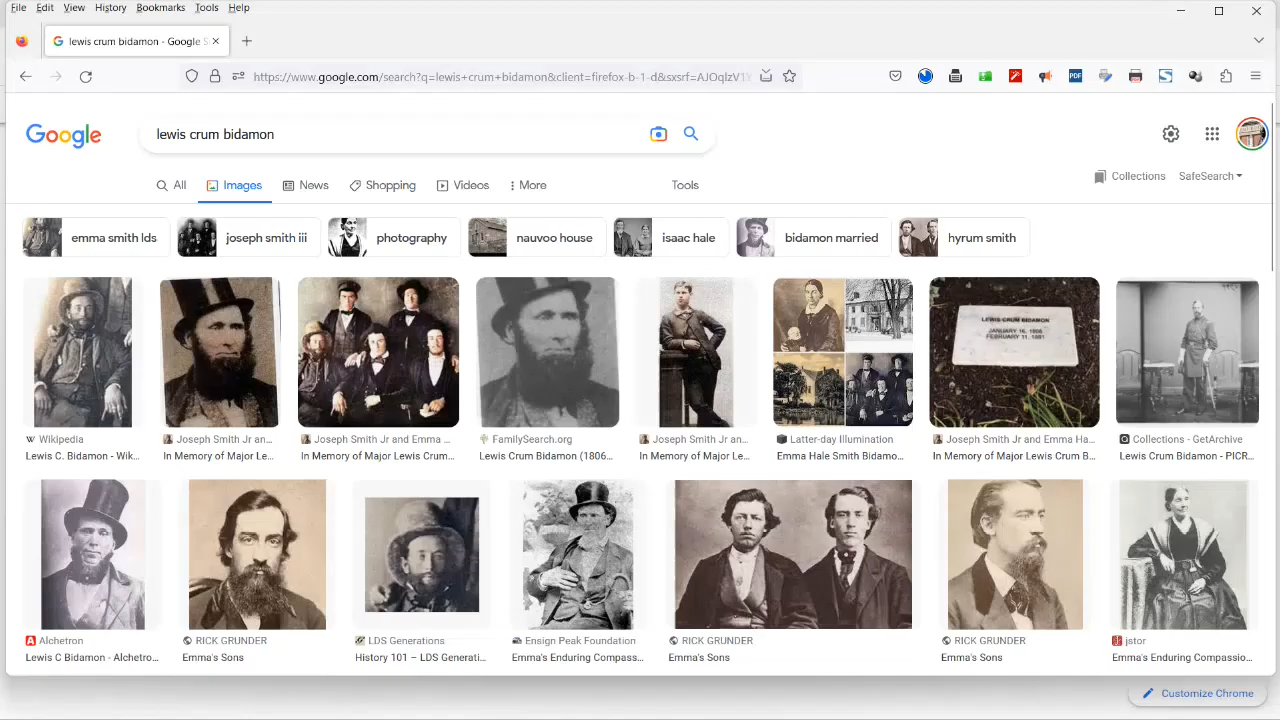 File Edit View History Bookmarks Tools Help
lewis crum bidamon - Google S
https://www.google.com/search?q=lewis+crum+bidamon&client=firefox-b-1-d&sxsrf=AJOqlzV1
PDF
Google
lewis crum bidamon
All Images News Shopping Videos More Tools
Collections SafeSearch
emma smith lds joseph smith iii photography nauvoo house isaac hale bidamon married hyrum smith
LEWIS CRUM BIDAMON
W Wikipedia Joseph Smith Jr an... Joseph Smith Jr and Emma ... FamilySearch.org Joseph Smith Jr an... Latter-day Illumination Joseph Smith Jr and Emma Ha... Collections - GetArchive
Lewis C. Bidamon - Wik... In Memory of Major Le... In Memory of Major Lewis Crum... Lewis Crum Bidamon (1806... In Memory of Major Le... Emma Hale Smith Bidamo... In Memory of Major Lewis Crum B... Lewis Crum Bidamon - PICR...
Alchetron RICK GRUNDER LDS Generations Ensign Peak Foundation RICK GRUNDER RICK GRUNDER jstor
Lewis C Bidamon - Alchetro... Emma's Sons History 101 – LDS Generati... Emma's Enduring Compass... Emma's Sons Emma's Sons Emma's Enduring Compassio...
Customize Chrome